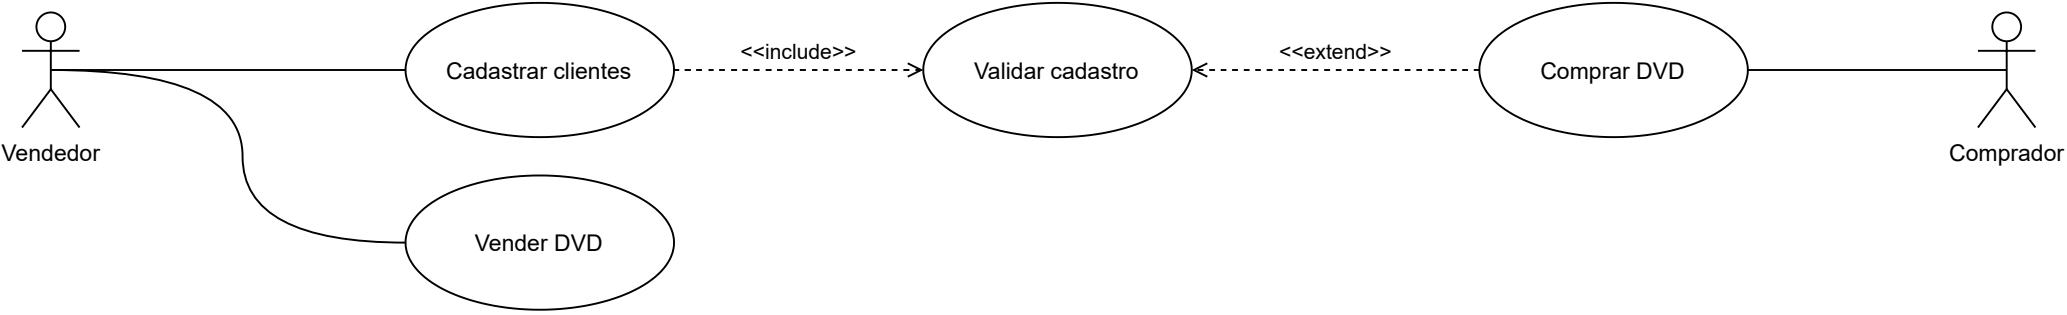 Cadastrar clientes
<<include>>
Validar cadastro
<<extend>>
Comprar DVD
Vendedor
Comprador
Vender DVD